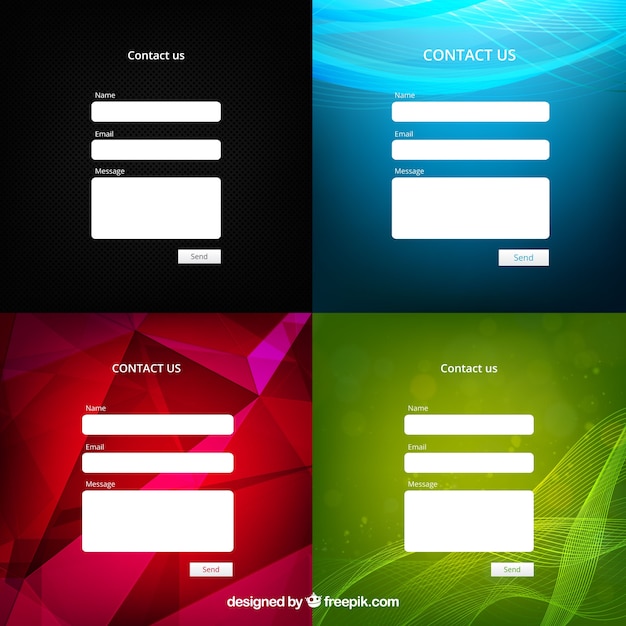 Contact us
Name
Email
Message
Send
CONTACT US
Name
Email
Message
Send
CONTACT US
Name
Email
Message
Send
Contact us
Name
Email
Message
Send
designed by freepik.com